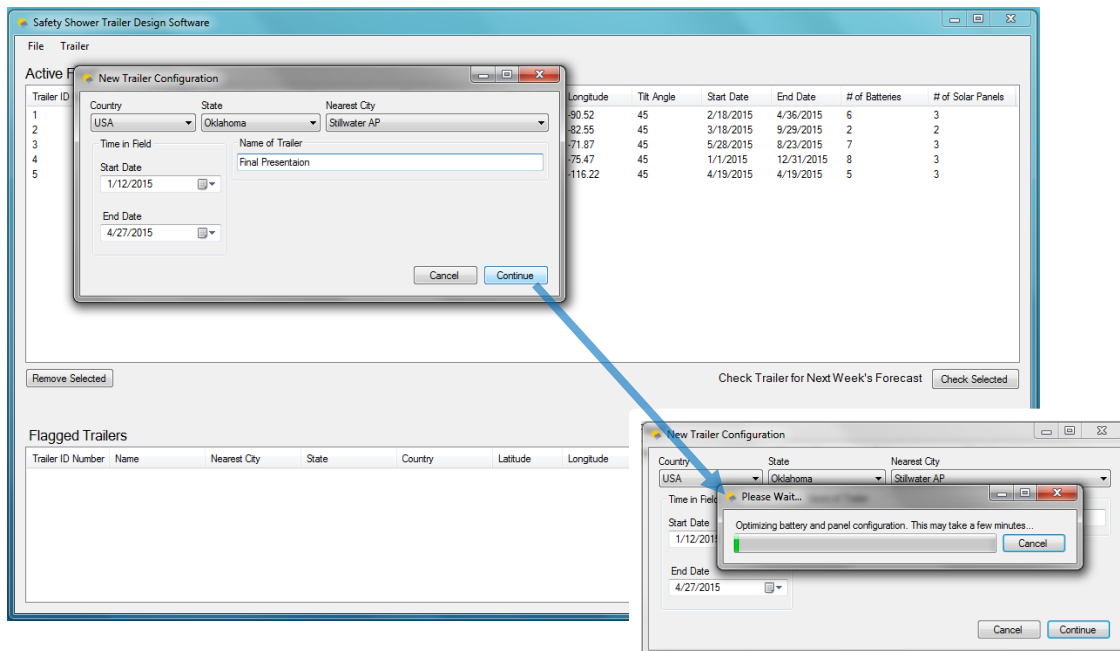 Safety Shower Trailer Design Software
File Trailer
Active F
New Trailer Configuration
Trailer ID Longitude Tilt Angle Start Date End Date # of Batteries # of Solar Panels
1 -90.52 45 2/18/2015 4/36/2015 6 3
2 -82.55 45 3/18/2015 9/29/2015 2 2
3 -71.87 45 5/28/2015 8/23/2015 7 3
4 -75.47 45 1/1/2015 12/31/2015 8 3
5 -116.22 45 4/19/2015 4/19/2015 5 3
Country State Nearest City
USA Oklahoma Stillwater AP
Time in Field Name of Trailer
Final Presentaion
Start Date
1/12/2015
End Date
4/27/2015
Cancel Continue
Remove Selected Check Trailer for Next Week's Forecast Check Selected
Flagged Trailers
Trailer ID Number Name Nearest City State Country Latitude Longitude
New Trailer Configuration
Country State Nearest City
USA Oklahoma Stillwater AP
Time in Field
Please Wait...
Optimizing battery and panel configuration. This may take a few minutes...
Cancel
Start Date
1/12/201
End Date
4/27/2015
Cancel Continue